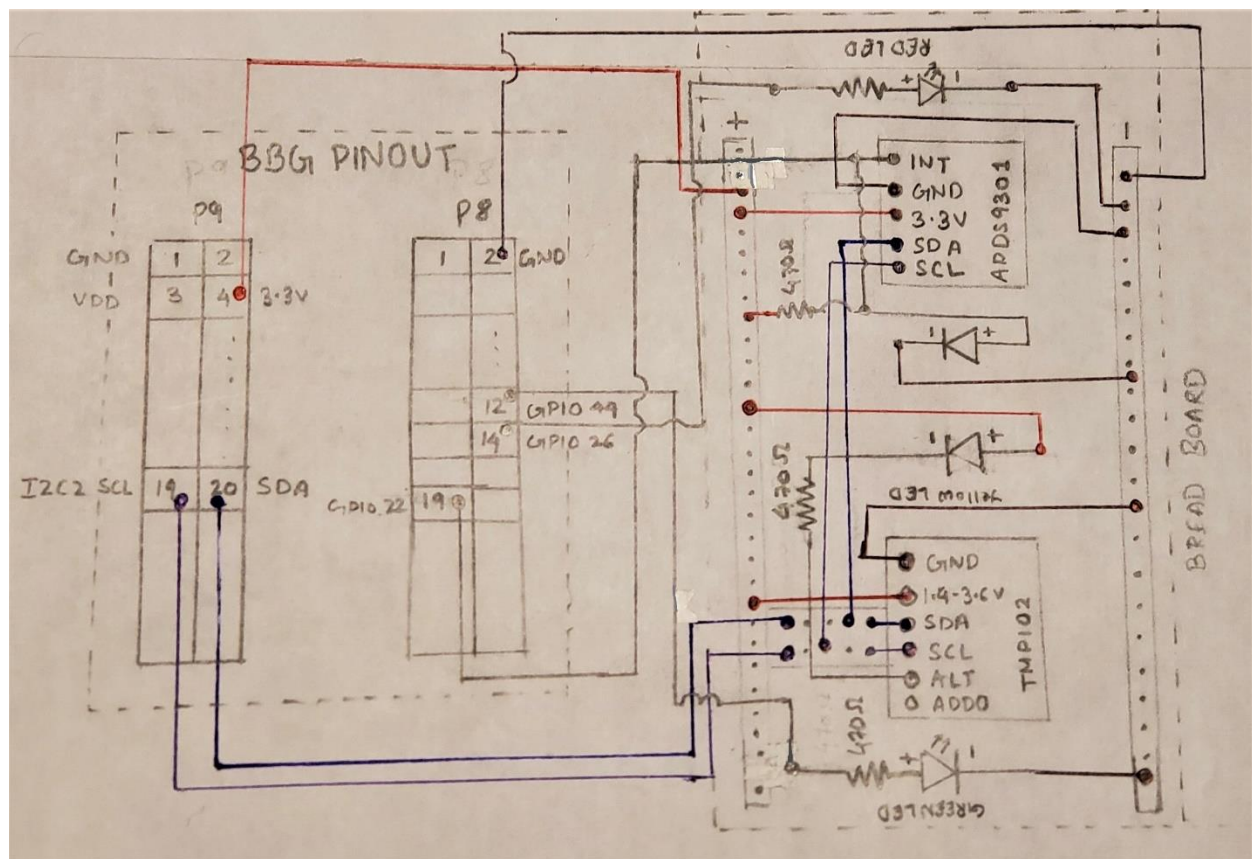 RED LED
+ -
+
-
BBG PINOUT
INT
GND
3.3V
SDA
SCL
APDS9301
P9
P8
GND 1 2
1 2 GND
VDD 3 4 3.3V
470Ω
- +
12 GPIO 44
14 GPIO 26
- +
470Ω
Yellow LED
BREAD BOARD
I2C2 SCL 19 20 SDA
GPIO 22 19
GND
1.4-3.6V
SDA
SCL
ALT
ADD0
TMP102
470Ω
+ -
GREEN LED